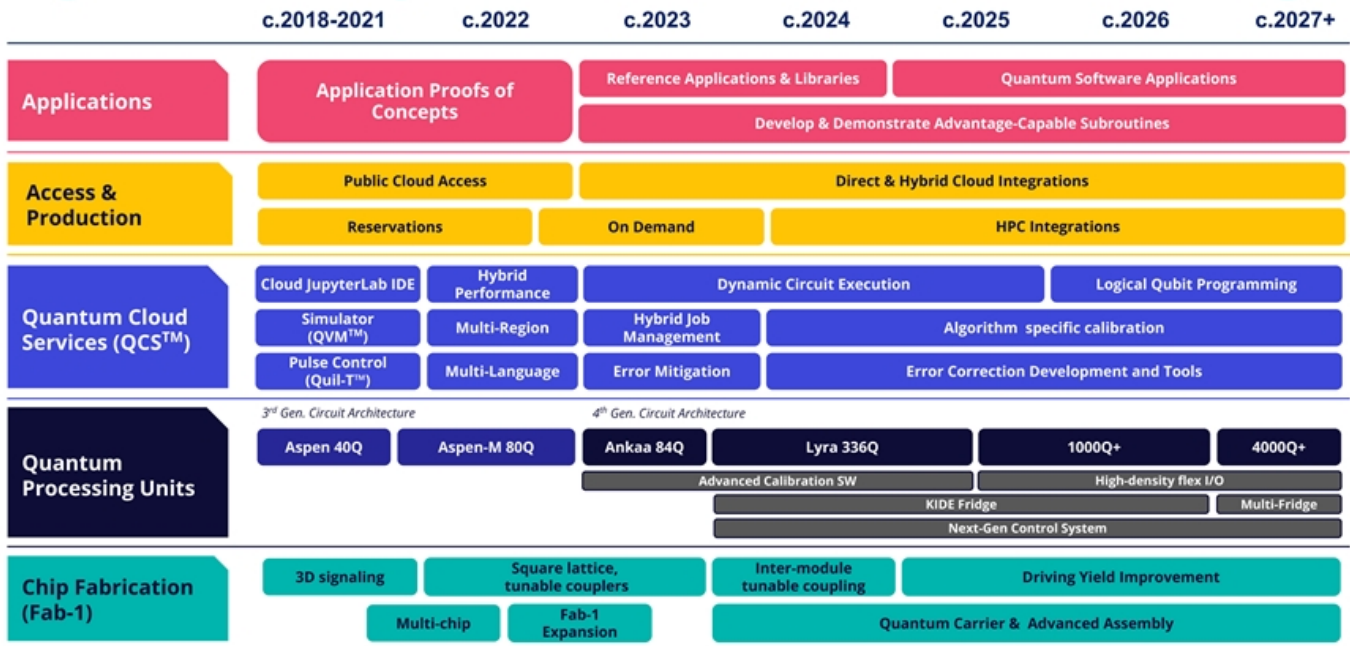 c.2018-2021 c.2022 c.2023 c.2024 c.2025 c.2026 c.2027+
Applications
Application Proofs of
Concepts
Reference Applications & Libraries
Quantum Software Applications
Develop & Demonstrate Advantage-Capable Subroutines
Access &
Production
Public Cloud Access
Direct & Hybrid Cloud Integrations
Reservations
On Demand
HPC Integrations
Quantum Cloud
Services (QCS™)
Cloud JupyterLab IDE
Hybrid
Performance
Dynamic Circuit Execution
Logical Qubit Programming
Simulator
(QVM™)
Multi-Region
Hybrid Job
Management
Algorithm specific calibration
Pulse Control
(Quil-T™)
Multi-Language
Error Mitigation
Error Correction Development and Tools
Quantum
Processing Units
3rd Gen. Circuit Architecture
4th Gen. Circuit Architecture
Aspen 40Q
Aspen-M 80Q
Ankaa 84Q
Lyra 336Q
1000Q+
4000Q+
Advanced Calibration SW
High-density flex I/O
KIDE Fridge
Multi-Fridge
Next-Gen Control System
Chip Fabrication
(Fab-1)
3D signaling
Square lattice,
tunable couplers
Inter-module
tunable coupling
Driving Yield Improvement
Multi-chip
Fab-1
Expansion
Quantum Carrier & Advanced Assembly